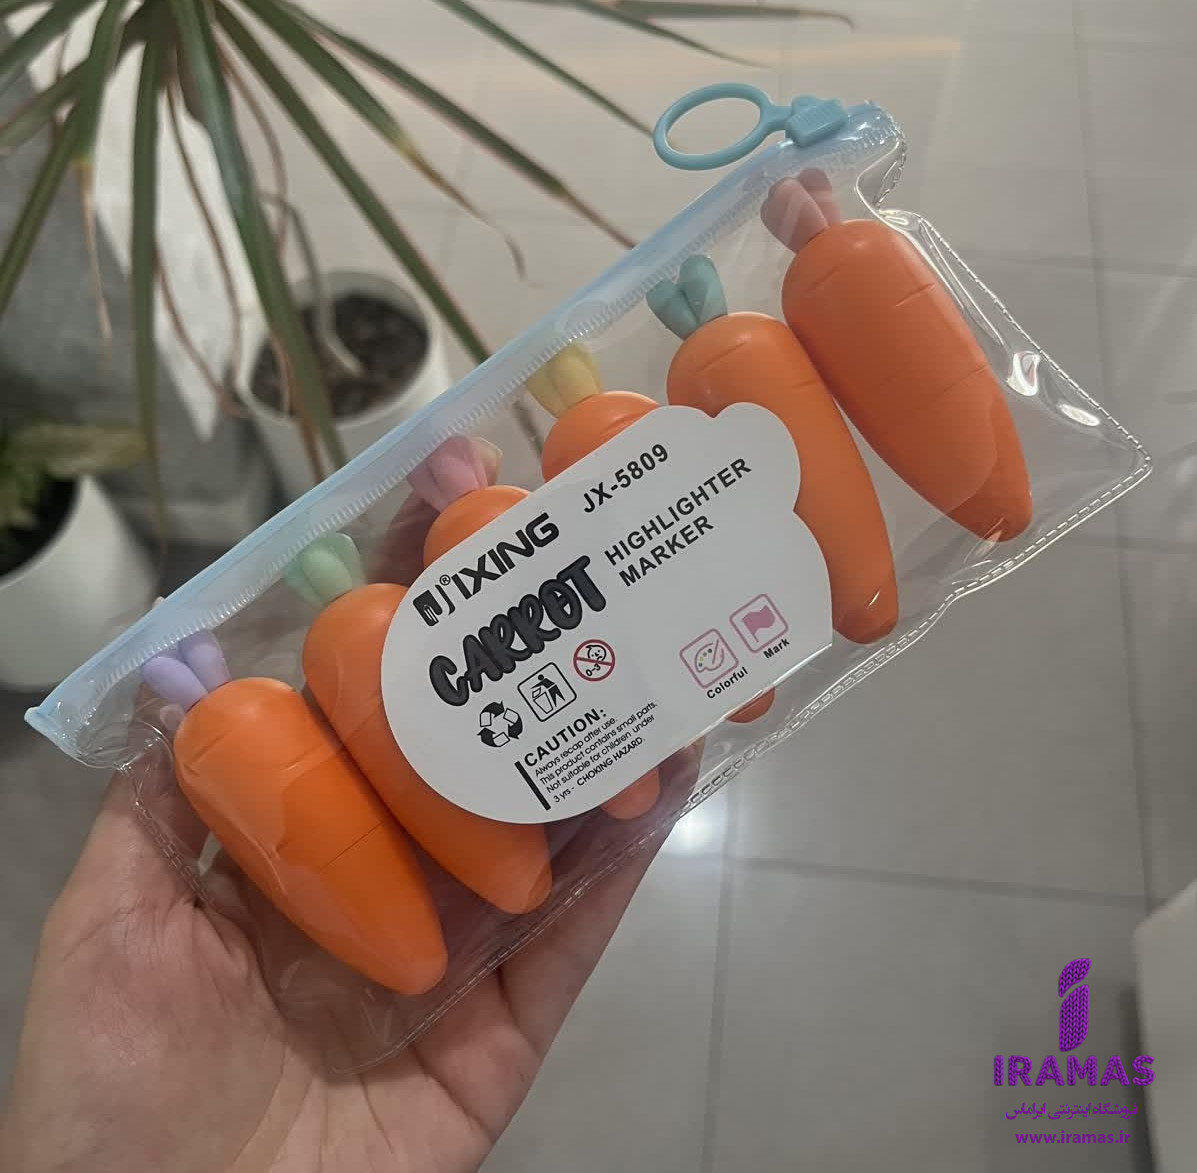 JIXING®
JX-5809
CARROT
HIGHLIGHTER
MARKER
0-3
Colorful
Mark
CAUTION:
Always recap after use.
This product contains small parts.
Not suitable for children under
3 yrs - CHOKING HAZARD.
IRAMAS
فروشگاه اینترنتی ایراماس
www.iramas.ir